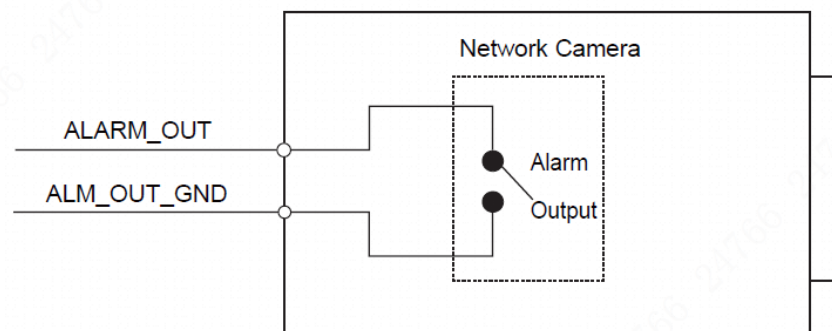 Network Camera
ALARM_OUT
Alarm
ALM_OUT_GND
Output